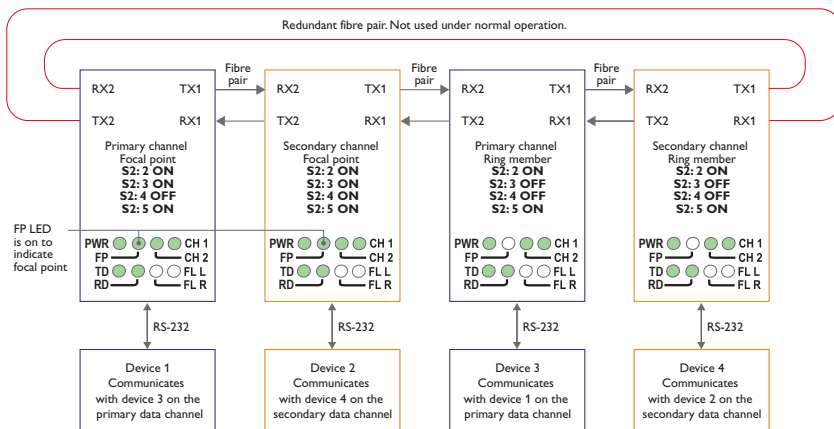 Redundant fibre pair. Not used under normal operation.
Fibre
pair
Fibre
pair
Fibre
pair
RX2 TX1
TX2 RX1
Primary channel
Focal point
S2: 2 ON
S2: 3 ON
S2: 4 OFF
S2: 5 ON
PWR CH 1
FP CH 2
TD FL L
RD FL R
RX2 TX1
TX2 RX1
Secondary channel
Focal point
S2: 2 ON
S2: 3 ON
S2: 4 ON
S2: 5 ON
PWR CH 1
FP CH 2
TD FL L
RD FL R
RX2 TX1
TX2 RX1
Primary channel
Ring member
S2: 2 ON
S2: 3 OFF
S2: 4 OFF
S2: 5 ON
PWR CH 1
FP CH 2
TD FL L
RD FL R
RX2 TX1
TX2 RX1
Secondary channel
Ring member
S2: 2 ON
S2: 3 OFF
S2: 4 OFF
S2: 5 ON
PWR CH 1
FP CH 2
TD FL L
RD FL R
FP LED
is on to
indicate
focal point
RS-232
RS-232
RS-232
RS-232
Device 1
Communicates
with device 3 on the
primary data channel
Device 2
Communicates
with device 4 on the
secondary data channel
Device 3
Communicates
with device 1 on the
primary data channel
Device 4
Communicates
with device 2 on the
secondary data channel